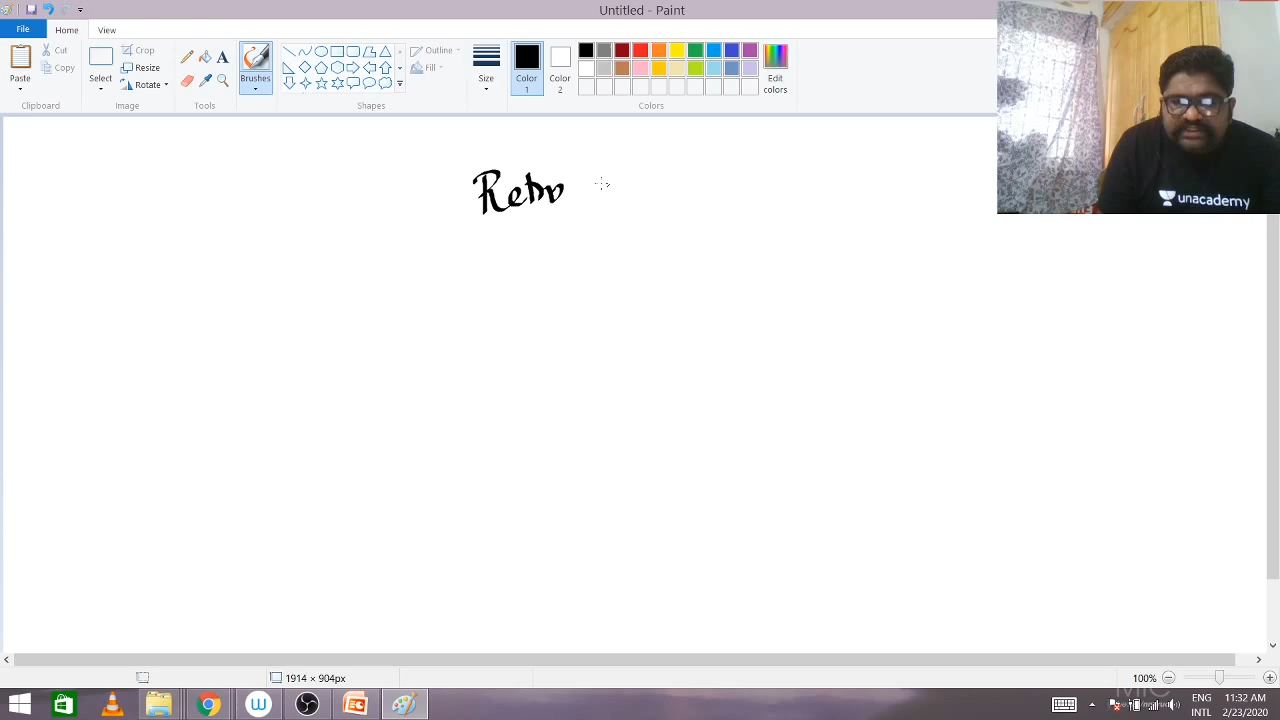 Untitled - Paint
File
Home
View
Paste
Cut
Copy
Clipboard
Select
Crop
Resize
Rotate
Image
Tools
Brushes
Shapes
Outline
Fill
Size
Color
1
Color
2
Colors
Edit
colors
unacademy
Retro
1914 × 904px
100%
W
ENG
INTL
11:32 AM
2/23/2020